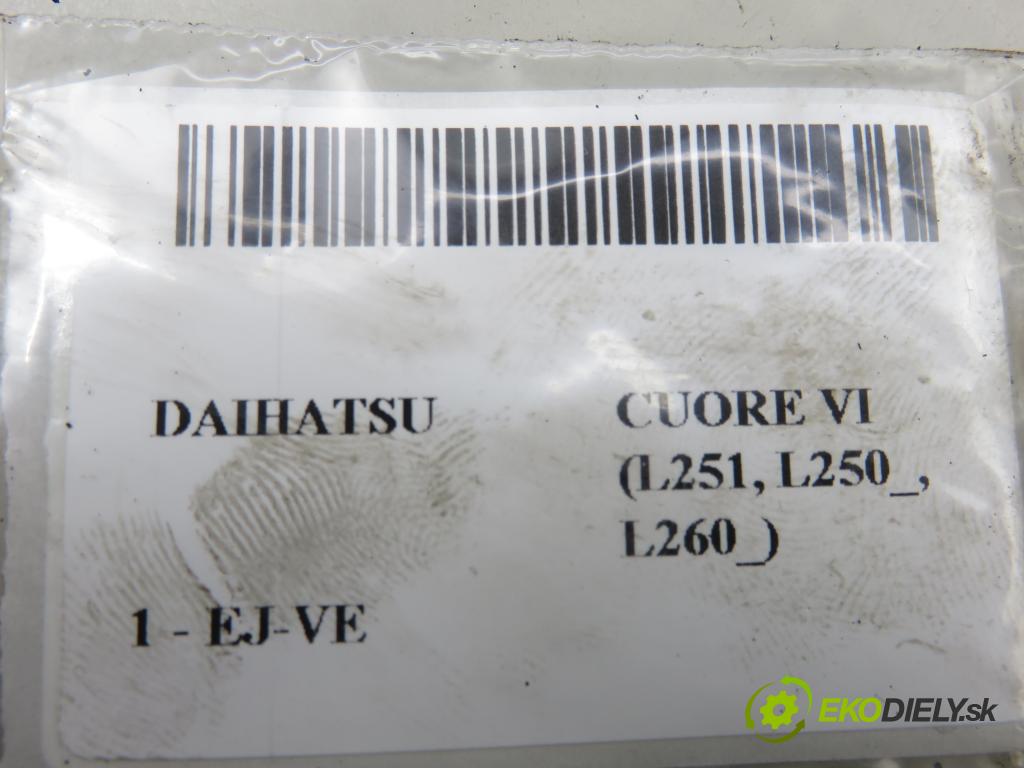 DAIHATSU
CUORE VI
(L251, L250_,
L260_)
1 - EJ-VE
EKODIELY.sk